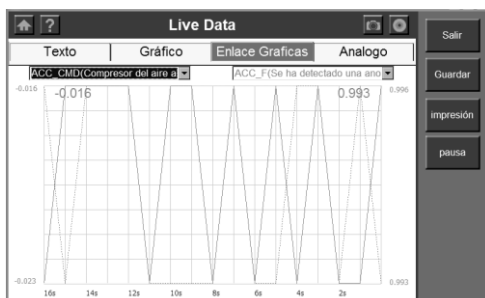 ? Live Data
Texto Gráfico Enlace Graficas Analogo
ACC_CMD(Compresor del aire a ACC_F(Se ha detectado una ano
-0.016 -0.016 0.993 0.996
-0.023 0.993
16s 14s 12s 10s 8s 6s 4s 2s
Salir
Guardar
impresión
pausa